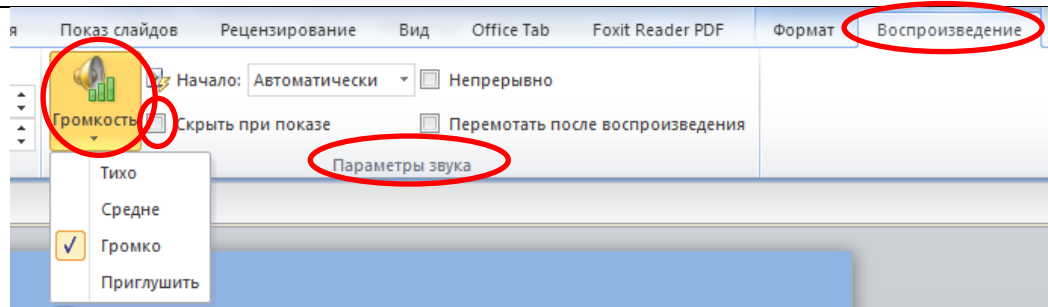 я Показ слайдов Рецензирование Вид Office Tab Foxit Reader PDF Формат Воспроизведение
Начало: Автоматически Непрерывно
Громкость Скрыть при показе Перемотать после воспроизведения
Параметры звука
Тихо
Средне
Громко
Приглушить